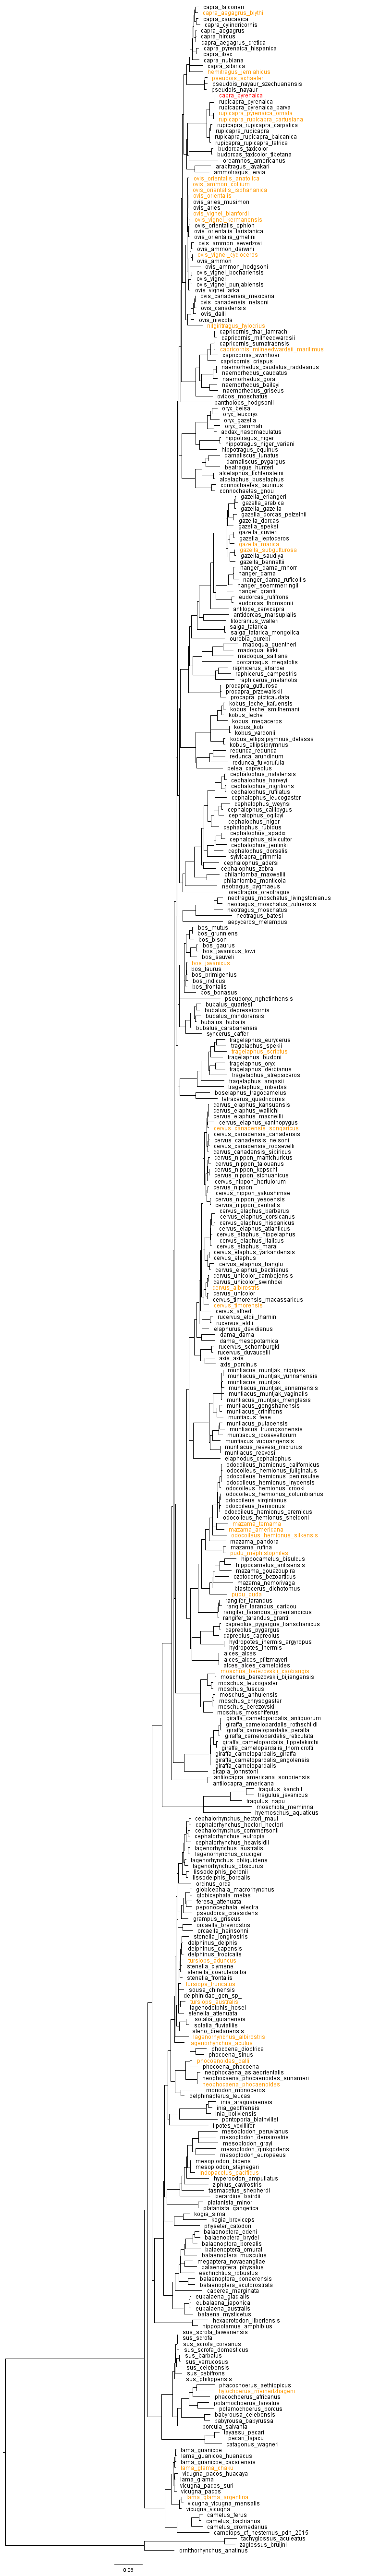 capra_falconeri
capra_aegagrus_blythi
capra_caucasica
capra_cylindricornis
capra_aegagrus
capra_hircus
capra_aegagrus_cretica
capra_pyrenaica_hispanica
capra_ibex
capra_nubiana
capra_sibirica
hemitragus_jemlahicus
pseudois_schaeferi
pseudois_nayaur_szechuanensis
pseudois_nayaur
capra_pyrenaica
rupicapra_pyrenaica
rupicapra_pyrenaica_parva
rupicapra_pyrenaica_ornata
rupicapra_rupicapra_cartusiana
rupicapra_rupicapra_carpatica
rupicapra_rupicapra
rupicapra_rupicapra_balcanica
rupicapra_rupicapra_tatrica
budorcas_taxicolor
budorcas_taxicolor_tibetana
oreamnos_americanus
arabitragus_jayakari
ammotragus_lervia
ovis_orientalis_anatolica
ovis_ammon_collium
ovis_orientalis_isphahanica
ovis_orientalis
ovis_aries_musimon
ovis_aries
ovis_vignei_blanfordi
ovis_vignei_kermanensis
ovis_orientalis_ophion
ovis_orientalis_laristanica
ovis_orientalis_gmelini
ovis_ammon_severtzovi
ovis_ammon_darwini
ovis_vignei_cycloceros
ovis_ammon
ovis_ammon_hodgsoni
ovis_vignei_bochariensis
ovis_vignei
ovis_vignei_punjabiensis
ovis_vignei_arkal
ovis_canadensis_mexicana
ovis_canadensis_nelsoni
ovis_canadensis
ovis_dalli
ovis_nivicola
nilgiritragus_hylocrius
capricornis_thar_jamrachi
capricornis_milneedwardsii
capricornis_sumatraensis
capricornis_milneedwardsii_maritimus
capricornis_swinhoei
capricornis_crispus
naemorhedus_caudatus_raddeanus
naemorhedus_caudatus
naemorhedus_goral
naemorhedus_baileyi
naemorhedus_griseus
ovibos_moschatus
pantholops_hodgsonii
oryx_beisa
oryx_leucoryx
oryx_gazella
oryx_dammah
addax_nasomaculatus
hippotragus_niger
hippotragus_niger_variani
hippotragus_equinus
damaliscus_lunatus
damaliscus_pygargus
beatragus_hunteri
alcelaphus_lichtensteini
alcelaphus_buselaphus
connochaetes_taurinus
connochaetes_gnou
gazella_erlangeri
gazella_arabica
gazella_gazella
gazella_dorcas_pelzelnii
gazella_dorcas
gazella_spekei
gazella_cuvieri
gazella_leptoceros
gazella_marica
gazella_subgutturosa
gazella_saudiya
gazella_bennettii
nanger_dama_mhorr
nanger_dama
nanger_dama_ruficollis
nanger_soemmerringii
nanger_granti
eudorcas_rufifrons
eudorcas_thomsonii
antilope_cervicapra
antidorcas_marsupialis
litocranius_walleri
saiga_tatarica
saiga_tatarica_mongolica
ourebia_ourebi
madoqua_guentheri
madoqua_kirkii
madoqua_saltiana
dorcatragus_megalotis
raphicerus_sharpei
raphicerus_campestris
raphicerus_melanotis
procapra_gutturosa
procapra_przewalskii
procapra_picticaudata
kobus_leche_kafuensis
kobus_leche_smithemani
kobus_leche
kobus_megaceros
kobus_kob
kobus_vardonii
kobus_ellipsiprymnus_defassa
kobus_ellipsiprymnus
redunca_redunca
redunca_arundinum
redunca_fulvorufula
pelea_capreolus
cephalophus_natalensis
cephalophus_harveyi
cephalophus_nigrifrons
cephalophus_rufilatus
cephalophus_leucogaster
cephalophus_weynsi
cephalophus_callipygus
cephalophus_ogilbyi
cephalophus_niger
cephalophus_rubidus
cephalophus_spadix
cephalophus_silvicultor
cephalophus_jentinki
cephalophus_dorsalis
sylvicapra_grimmia
cephalophus_adersi
cephalophus_zebra
philantomba_maxwellii
philantomba_monticola
neotragus_pygmaeus
oreotragus_oreotragus
neotragus_moschatus_livingstonianus
neotragus_moschatus_zuluensis
neotragus_moschatus
neotragus_batesi
aepyceros_melampus
bos_mutus
bos_grunniens
bos_bison
bos_gaurus
bos_javanicus_lowi
bos_sauveli
bos_javanicus
bos_taurus
bos_primigenius
bos_indicus
bos_frontalis
bos_bonasus
pseudoryx_nghetinhensis
bubalus_quarlesi
bubalus_depressicornis
bubalus_mindorensis
bubalus_bubalis
bubalus_carabanensis
syncerus_caffer
tragelaphus_eurycerus
tragelaphus_spekii
tragelaphus_scriptus
tragelaphus_buxtoni
tragelaphus_oryx
tragelaphus_derbianus
tragelaphus_strepsiceros
tragelaphus_angasii
tragelaphus_imberbis
boselaphus_tragocamelus
tetracerus_quadricornis
cervus_elaphus_kansuensis
cervus_elaphus_wallichi
cervus_elaphus_macneilli
cervus_elaphus_xanthopygus
cervus_canadensis_songaricus
cervus_canadensis_canadensis
cervus_canadensis_nelsoni
cervus_canadensis_roosevelti
cervus_canadensis_sibiricus
cervus_nippon_mantchuricus
cervus_nippon_taiouanus
cervus_nippon_kopschi
cervus_nippon_sichuanicus
cervus_nippon_hortulorum
cervus_nippon
cervus_nippon_yakushimae
cervus_nippon_yesoensis
cervus_nippon_centralis
cervus_elaphus_barbarus
cervus_elaphus_corsicanus
cervus_elaphus_hispanicus
cervus_elaphus_atlanticus
cervus_elaphus_hippelaphus
cervus_elaphus_italicus
cervus_elaphus_maral
cervus_elaphus_yarkandensis
cervus_elaphus
cervus_elaphus_hanglu
cervus_elaphus_bactrianus
cervus_unicolor_cambojensis
cervus_unicolor_swinhoei
cervus_albirostris
cervus_unicolor
cervus_timorensis_macassaricus
cervus_timorensis
cervus_alfredi
rucervus_eldii_thamin
rucervus_eldii
elaphurus_davidianus
dama_dama
dama_mesopotamica
rucervus_schomburgki
rucervus_duvaucelii
axis_axis
axis_porcinus
muntiacus_muntjak_nigripes
muntiacus_muntjak_yunnanensis
muntiacus_muntjak
muntiacus_muntjak_annamensis
muntiacus_muntjak_vaginalis
muntiacus_muntjak_menglasis
muntiacus_gongshanensis
muntiacus_crinifrons
muntiacus_feae
muntiacus_putaoensis
muntiacus_truongsonensis
muntiacus_rooseveltorum
muntiacus_vuquangensis
muntiacus_reevesi_micrurus
muntiacus_reevesi
elaphodus_cephalophus
odocoileus_hemionus_californicus
odocoileus_hemionus_fuliginatus
odocoileus_hemionus_peninsulae
odocoileus_hemionus_inyoensis
odocoileus_hemionus_crooki
odocoileus_hemionus_columbianus
odocoileus_virginianus
odocoileus_hemionus
odocoileus_hemionus_eremicus
odocoileus_hemionus_sheldoni
mazama_temama
mazama_americana
odocoileus_hemionus_sitkensis
mazama_pandora
mazama_rufina
pudu_mephistophiles
hippocamelus_bisulcus
hippocamelus_antisensis
mazama_gouazoupira
ozotoceros_bezoarticus
mazama_nemorivaga
blastocerus_dichotomus
pudu_puda
rangifer_tarandus
rangifer_tarandus_caribou
rangifer_tarandus_groenlandicus
rangifer_tarandus_granti
capreolus_pygargus_tianschanicus
capreolus_pygargus
capreolus_capreolus
hydropotes_inermis_argyropus
hydropotes_inermis
alces_alces
alces_alces_pfitzmayeri
alces_alces_cameloides
moschus_berezovskii_caobangis
moschus_berezovskii_bijiangensis
moschus_leucogaster
moschus_fuscus
moschus_anhuiensis
moschus_chrysogaster
moschus_berezovskii
moschus_moschiferus
giraffa_camelopardalis_antiquorum
giraffa_camelopardalis_rothschildi
giraffa_camelopardalis_peralta
giraffa_camelopardalis_reticulata
giraffa_camelopardalis_tippelskirchi
giraffa_camelopardalis_thornicrofti
giraffa_camelopardalis_giraffa
giraffa_camelopardalis_angolensis
giraffa_camelopardalis
okapia_johnstoni
antilocapra_americana_sonoriensis
antilocapra_americana
tragulus_kanchil
tragulus_javanicus
tragulus_napu
moschiola_meminna
hyemoschus_aquaticus
cephalorhynchus_hectori_maui
cephalorhynchus_hectori_hectori
cephalorhynchus_commersonii
cephalorhynchus_eutropia
cephalorhynchus_heavisidii
lagenorhynchus_australis
lagenorhynchus_cruciger
lagenorhynchus_obliquidens
lagenorhynchus_obscurus
lissodelphis_peronii
lissodelphis_borealis
orcinus_orca
globicephala_macrorhynchus
globicephala_melas
feresa_attenuata
peponocephala_electra
pseudorca_crassidens
grampus_griseus
orcaella_brevirostris
orcaella_heinsohni
stenella_longirostris
delphinus_delphis
delphinus_capensis
delphinus_tropicalis
tursiops_aduncus
stenella_clymene
stenella_coeruleoalba
stenella_frontalis
tursiops_truncatus
sousa_chinensis
delphinidae_gen_sp_
tursiops_australis
lagenodelphis_hosei
stenella_attenuata
sotalia_guianensis
sotalia_fluviatilis
steno_bredanensis
lagenorhynchus_albirostris
lagenorhynchus_acutus
phocoena_dioptrica
phocoena_sinus
phocoenoides_dalli
phocoena_phocoena
neophocaena_asiaeorientalis
neophocaena_phocaenoides_sunameri
neophocaena_phocaenoides
monodon_monoceros
delphinapterus_leucas
inia_araguaiaensis
inia_geoffrensis
inia_boliviensis
pontoporia_blainvillei
lipotes_vexillifer
mesoplodon_peruvianus
mesoplodon_densirostris
mesoplodon_grayi
mesoplodon_ginkgodens
mesoplodon_europaeus
mesoplodon_bidens
mesoplodon_stejnegeri
indopacetus_pacificus
hyperoodon_ampullatus
ziphius_cavirostris
tasmacetus_shepherdi
berardius_bairdii
platanista_minor
platanista_gangetica
kogia_sima
kogia_breviceps
physeter_catodon
balaenoptera_edeni
balaenoptera_brydei
balaenoptera_borealis
balaenoptera_omurai
balaenoptera_musculus
megaptera_novaeangliae
balaenoptera_physalus
eschrichtius_robustus
balaenoptera_bonaerensis
balaenoptera_acutorostrata
caperea_marginata
eubalaena_glacialis
eubalaena_japonica
eubalaena_australis
balaena_mysticetus
hexaprotodon_liberiensis
hippopotamus_amphibius
sus_scrofa_taiwanensis
sus_scrofa
sus_scrofa_coreanus
sus_scrofa_domesticus
sus_barbatus
sus_verrucosus
sus_celebensis
sus_cebifrons
sus_philippensis
phacochoerus_aethiopicus
hylochoerus_meinertzhageni
phacochoerus_africanus
potamochoerus_larvatus
potamochoerus_porcus
babyrousa_celebensis
babyrousa_babyrussa
porcula_salvania
tayassu_pecari
pecari_tajacu
catagonus_wagneri
lama_guanicoe
lama_guanicoe_huanacus
lama_guanicoe_cacsilensis
lama_glama_chaku
vicugna_pacos_huacaya
lama_glama
vicugna_pacos_suri
vicugna_pacos
lama_glama_argentina
vicugna_vicugna_mensalis
vicugna_vicugna
camelus_ferus
camelus_bactrianus
camelus_dromedarius
camelops_cf_hesternus_pdh_2015
tachyglossus_aculeatus
zaglossus_bruijni
ornithorhynchus_anatinus
0.06